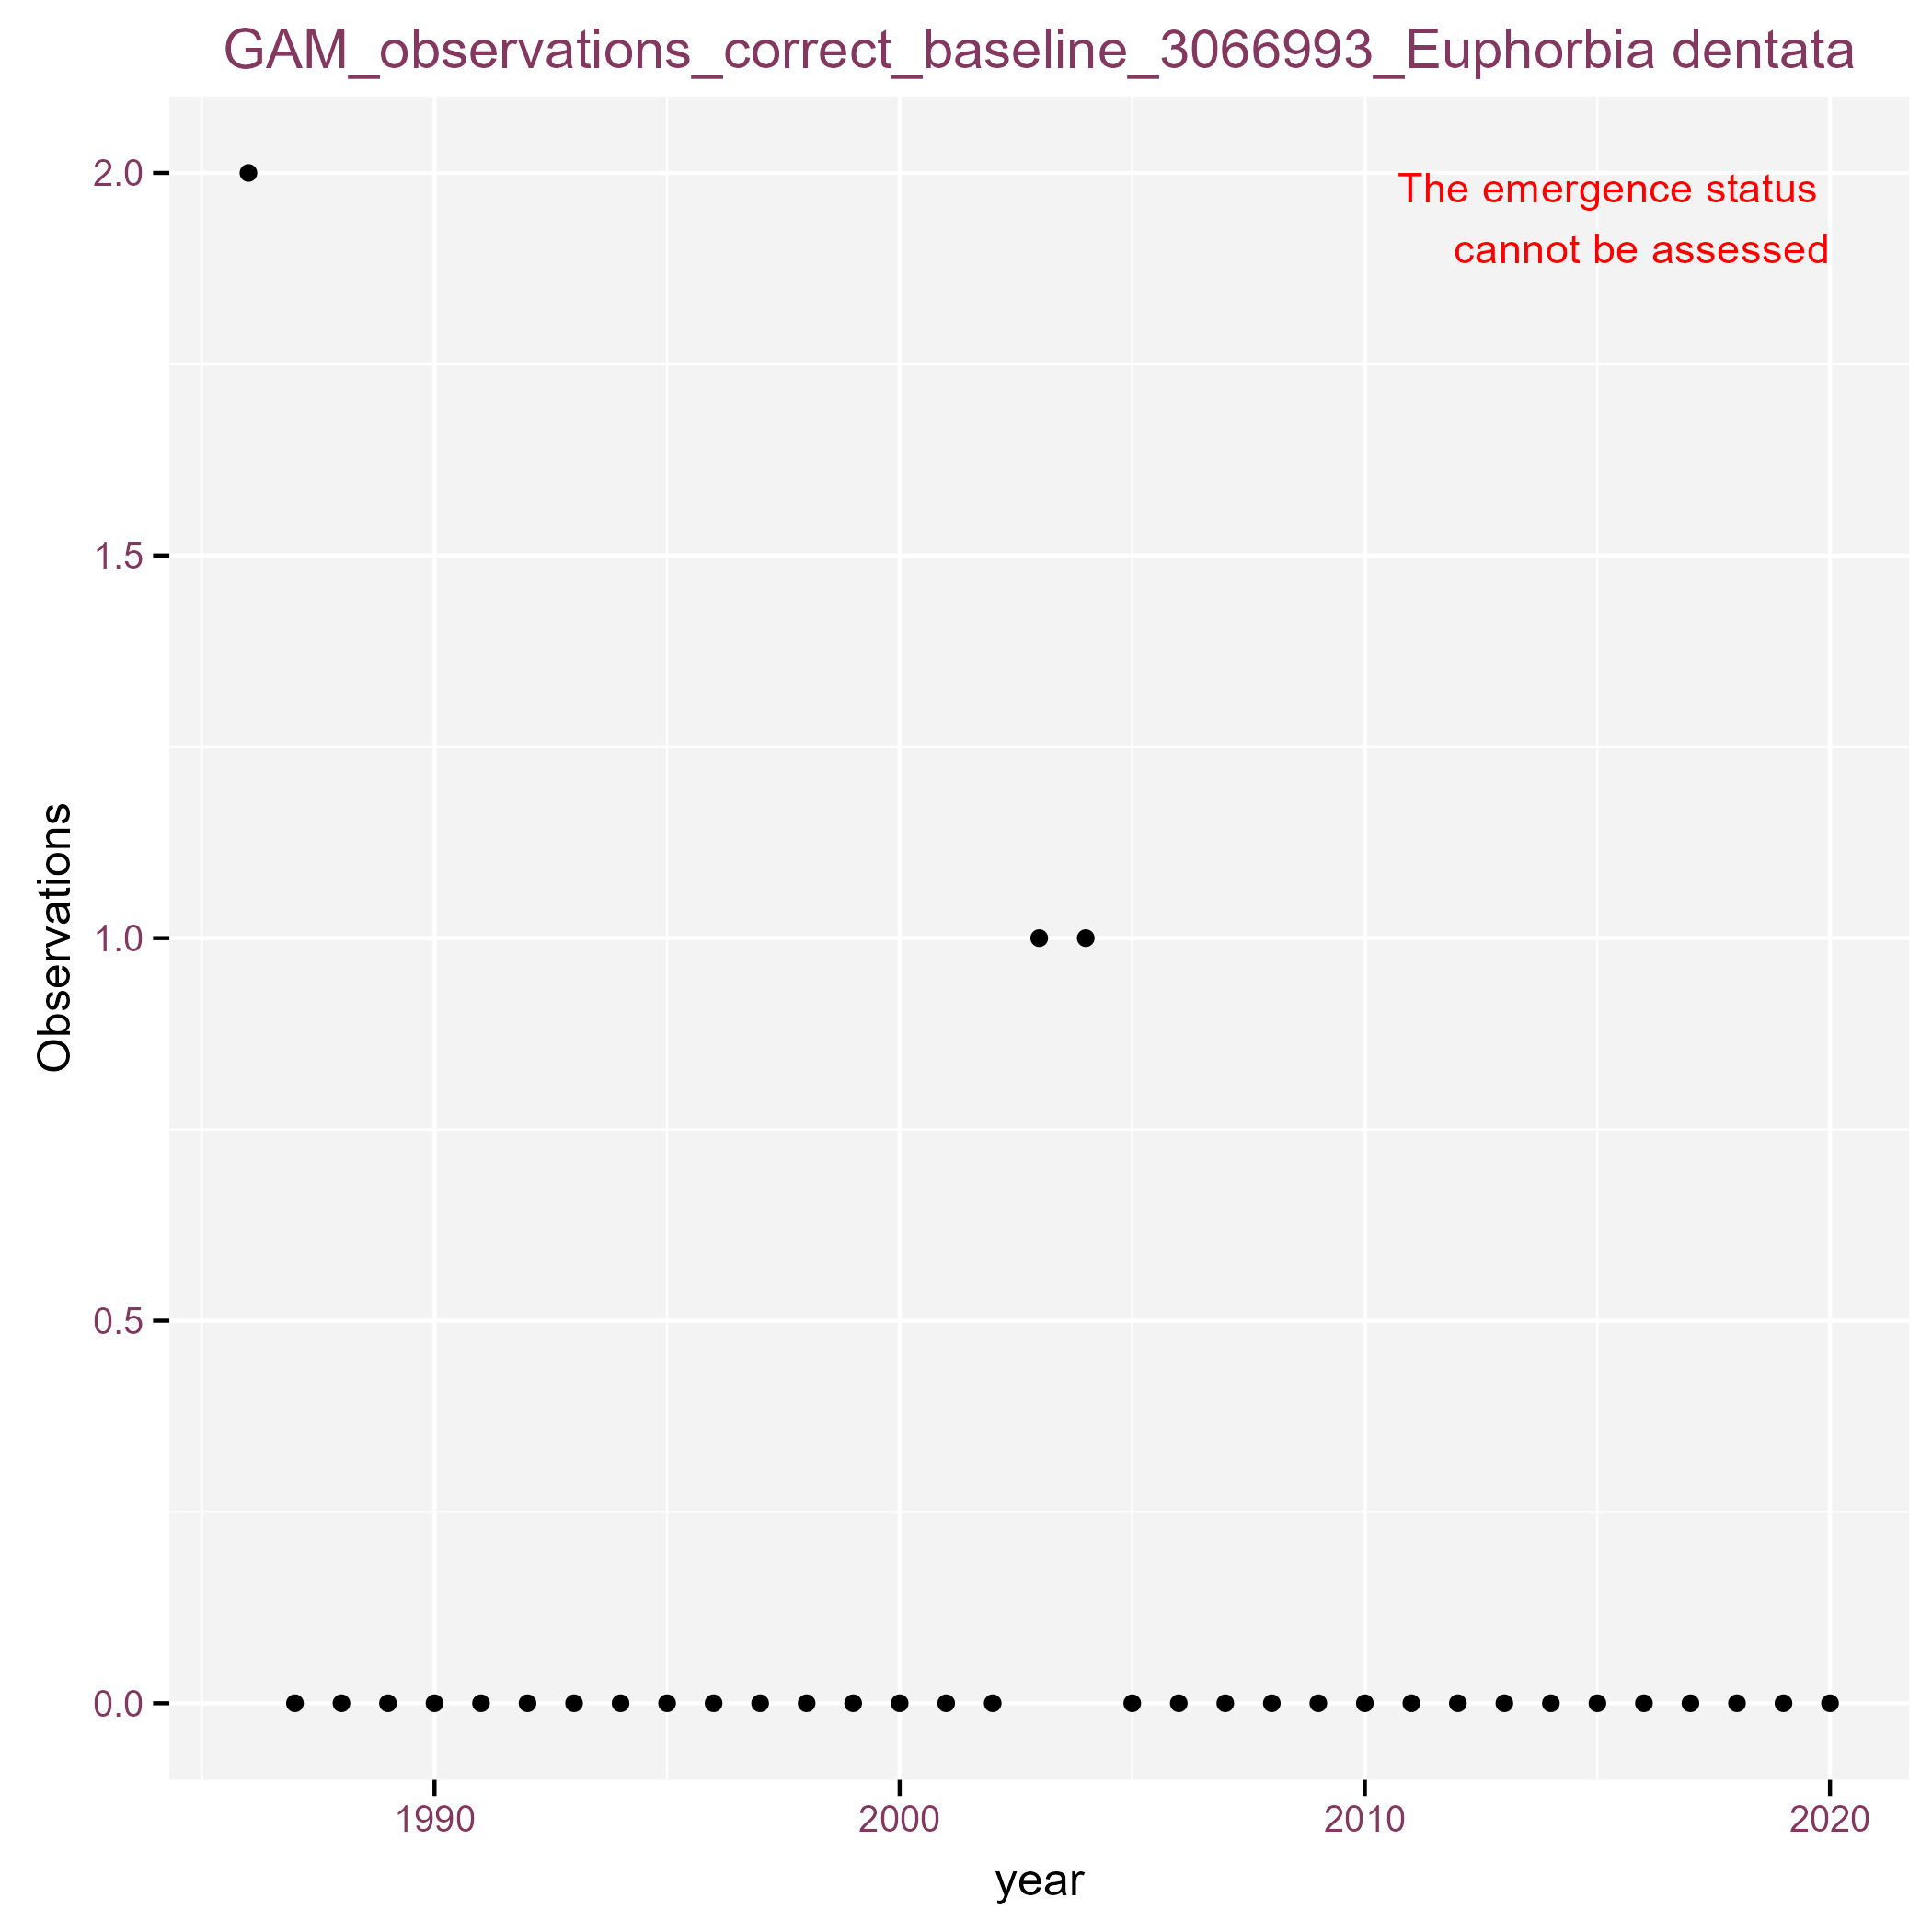 GAM_observations_correct_baseline_3066993_Euphorbia dentata
The emergence status
cannot be assessed
2.0
1.5
1.0
0.5
0.0
Observations
1990 2000 2010 2020
year